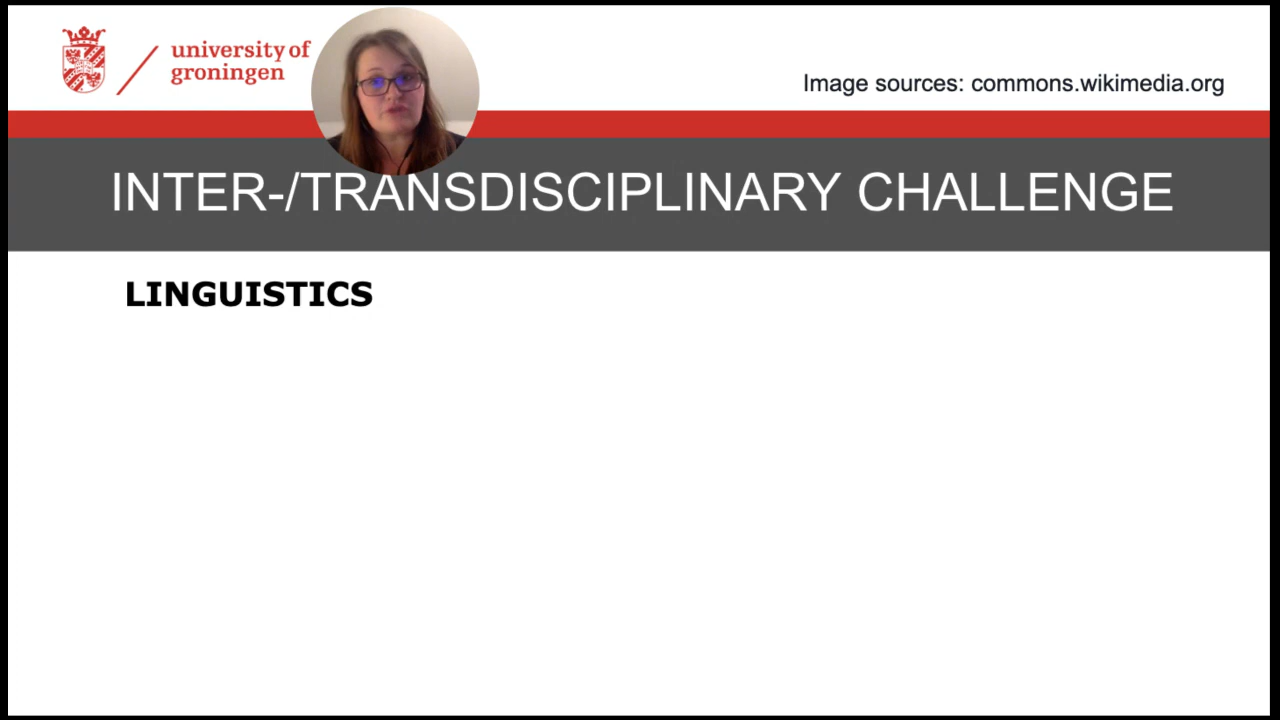 university of
groningen
Image sources: commons.wikimedia.org
INTER-/TRANSDISCIPLINARY CHALLENGE
LINGUISTICS